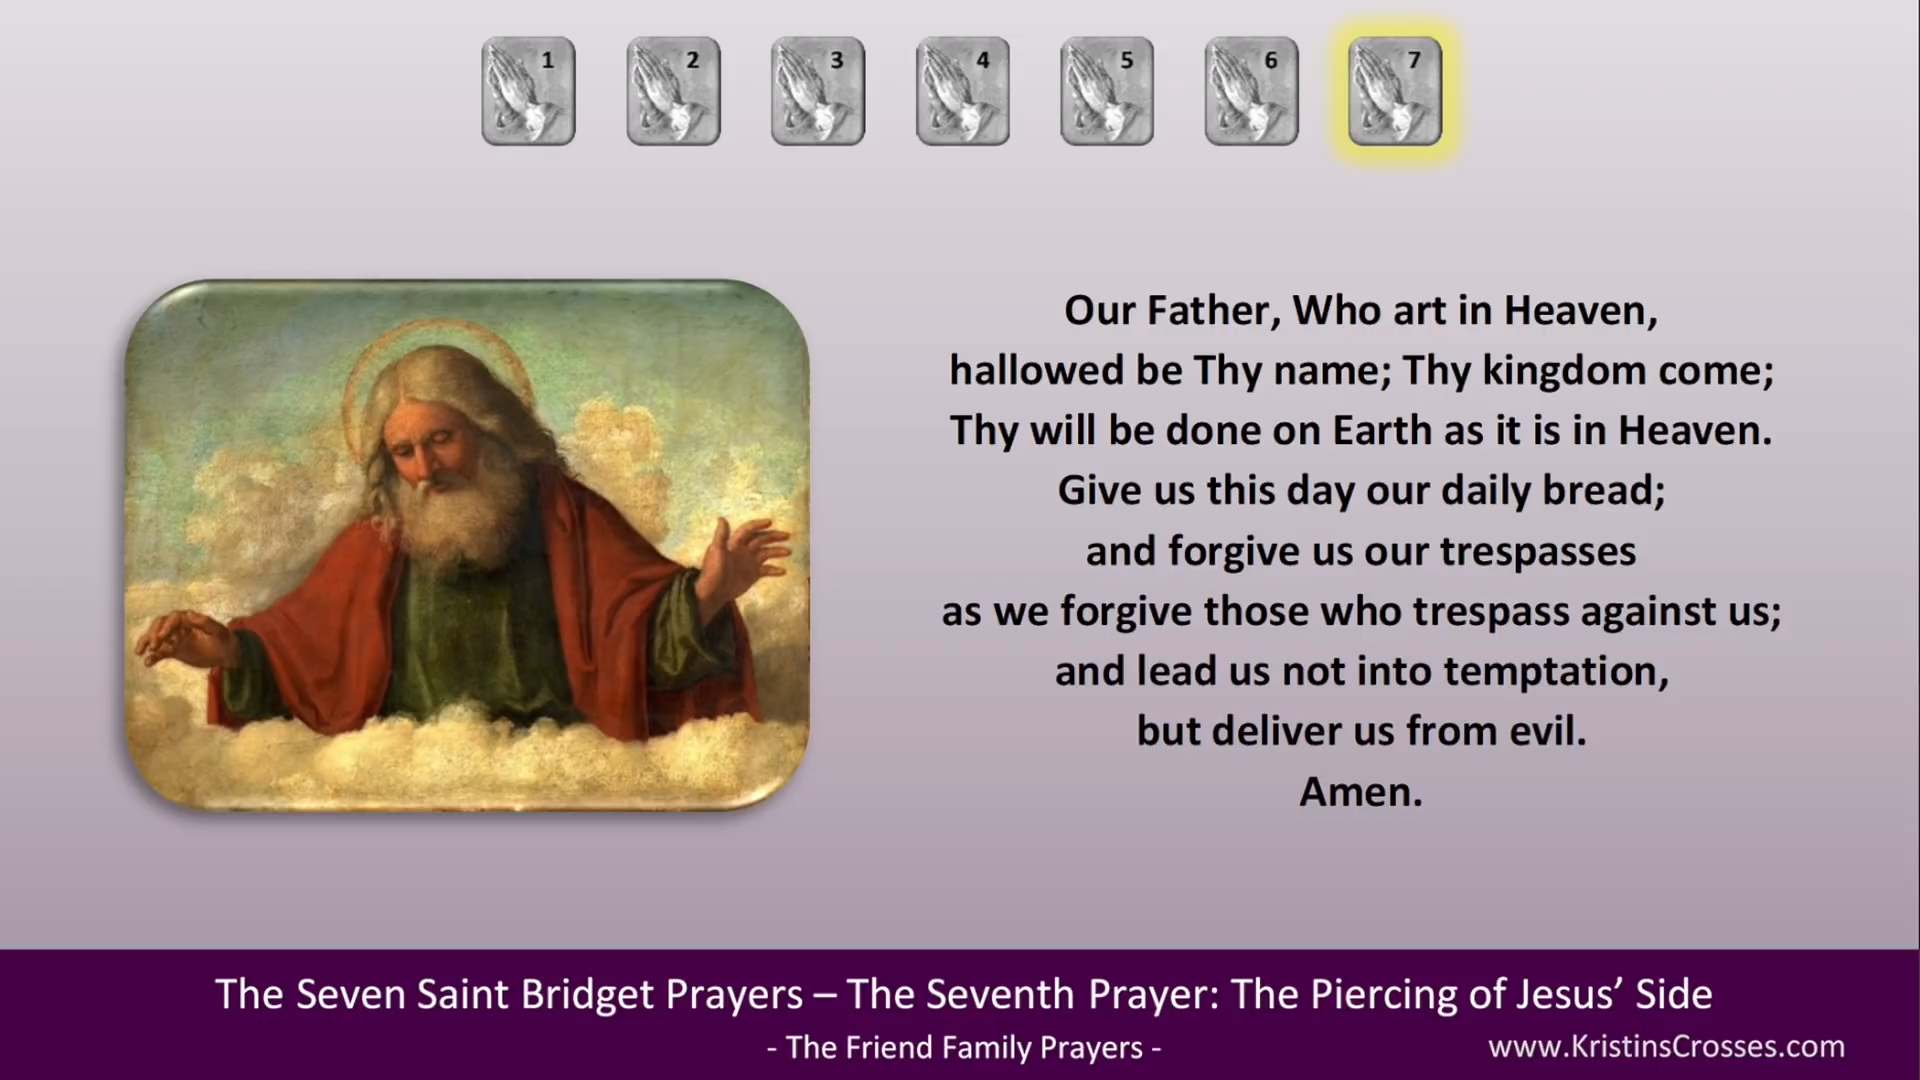 1 2 3 4 5 6 7
Our Father, Who art in Heaven,
hallowed be Thy name; Thy kingdom come;
Thy will be done on Earth as it is in Heaven.
Give us this day our daily bread;
and forgive us our trespasses
as we forgive those who trespass against us;
and lead us not into temptation,
but deliver us from evil.
Amen.
The Seven Saint Bridget Prayers – The Seventh Prayer: The Piercing of Jesus’ Side
- The Friend Family Prayers -
www.KristinsCrosses.com